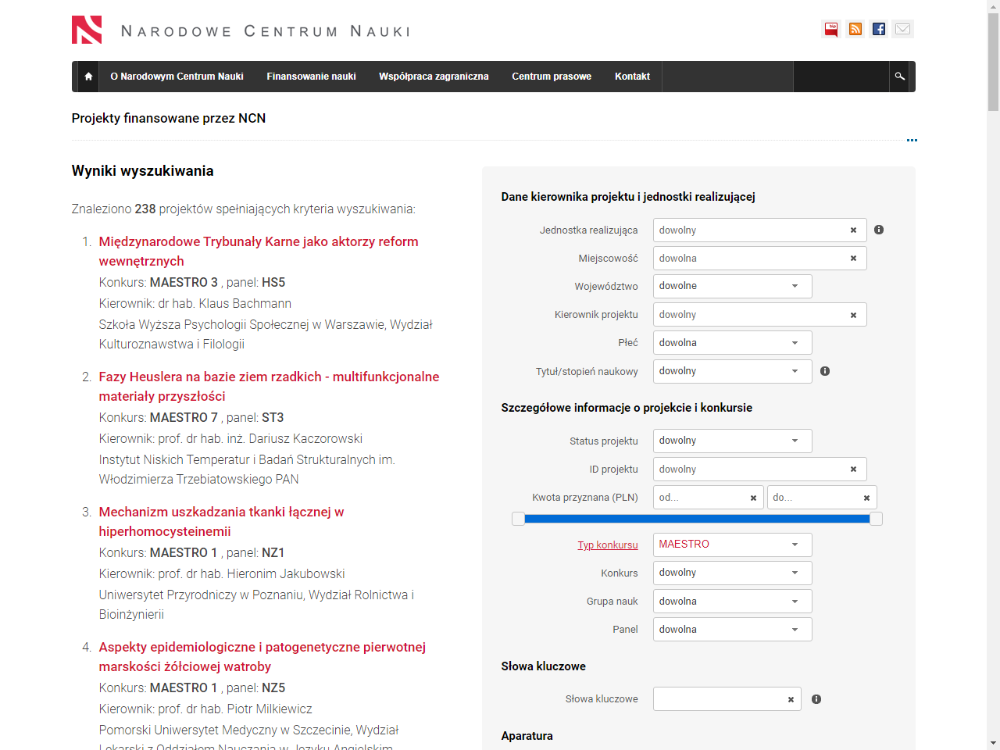 NARODOWE CENTRUM NAUKI
bip
O Narodowym Centrum Nauki
Finansowanie nauki
Współpraca zagraniczna
Centrum prasowe
Kontakt
Projekty finansowane przez NCN
Wyniki wyszukiwania
Znaleziono 238 projektów spełniających kryteria wyszukiwania:
1. Międzynarodowe Trybunały Karne jako aktorzy reform
wewnętrznych
Konkurs: MAESTRO 3 , panel: HS5
Kierownik: dr hab. Klaus Bachmann
Szkoła Wyższa Psychologii Społecznej w Warszawie, Wydział
Kulturoznawstwa i Filologii
2. Fazy Heuslera na bazie ziem rzadkich - multifunkcjonalne
materiały przyszłości
Konkurs: MAESTRO 7 , panel: ST3
Kierownik: prof. dr hab. inż. Dariusz Kaczorowski
Instytut Niskich Temperatur i Badań Strukturalnych im.
Włodzimierza Trzebiatowskiego PAN
3. Mechanizm uszkadzania tkanki łącznej w
hiperhomocysteinemii
Konkurs: MAESTRO 1 , panel: NZ1
Kierownik: prof. dr hab. Hieronim Jakubowski
Uniwersytet Przyrodniczy w Poznaniu, Wydział Rolnictwa i
Bioinżynierii
4. Aspekty epidemiologiczne i patogenetyczne pierwotnej
marskości żółciowej watroby
Konkurs: MAESTRO 1 , panel: NZ5
Kierownik: prof. dr hab. Piotr Milkiewicz
Pomorski Uniwersytet Medyczny w Szczecinie, Wydział
Lekarski z Oddziałem Nauczania w Języku Angielskim
Dane kierownika projektu i jednostki realizującej
Jednostka realizująca dowolny
Miejscowość dowolna
Województwo dowolne
Kierownik projektu dowolny
Płeć dowolna
Tytuł/stopień naukowy dowolny
Szczegółowe informacje o projekcie i konkursie
Status projektu dowolny
ID projektu dowolny
Kwota przyznana (PLN) od... do...
Typ konkursu MAESTRO
Konkurs dowolny
Grupa nauk dowolna
Panel dowolna
Słowa kluczowe
Słowa kluczowe
Aparatura